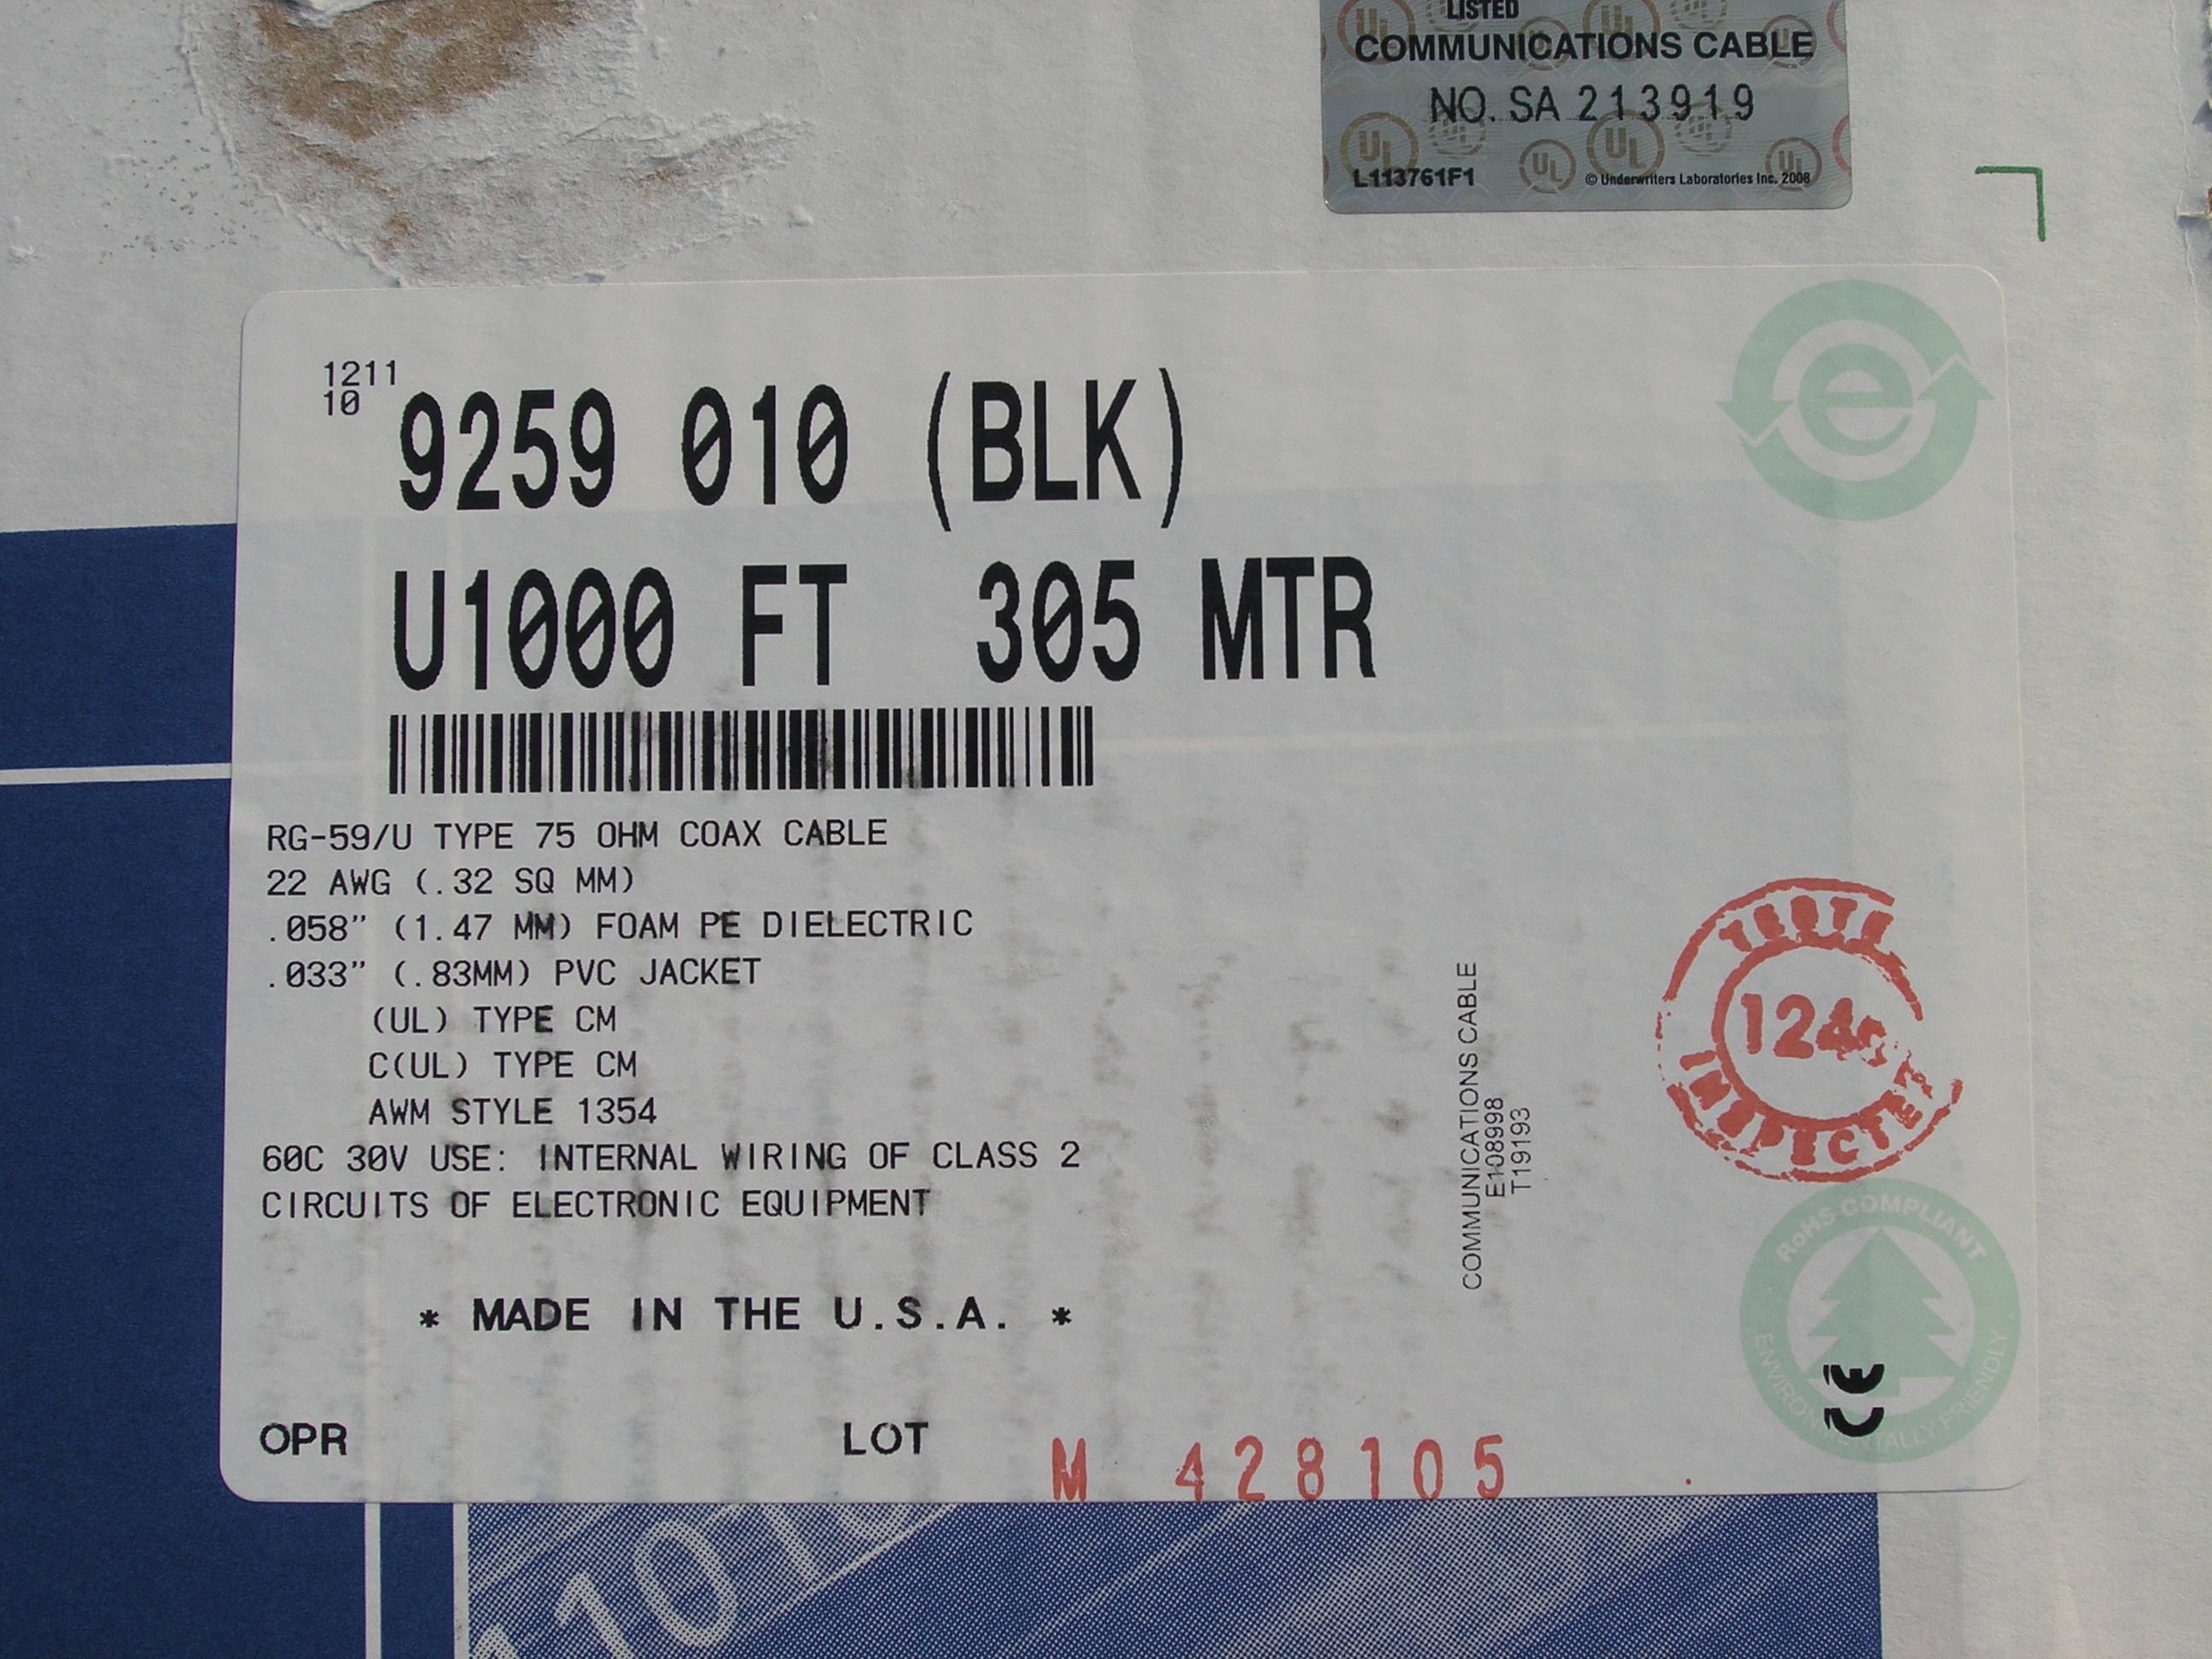 LISTED
COMMUNICATIONS CABLE
NO. SA 213919
L113761F1
© Underwriters Laboratories Inc. 2008
1211
10
9259 010 (BLK)
U1000 FT 305 MTR
RG-59/U TYPE 75 OHM COAX CABLE
22 AWG (.32 SQ MM)
.058" (1.47 MM) FOAM PE DIELECTRIC
.033" (.83MM) PVC JACKET
(UL) TYPE CM
C(UL) TYPE CM
AWM STYLE 1354
60C 30V USE: INTERNAL WIRING OF CLASS 2
CIRCUITS OF ELECTRONIC EQUIPMENT
* MADE IN THE U.S.A. *
OPR
LOT
M 428105
COMMUNICATIONS CABLE
E108998
T19193
INSPECTED
RoHS COMPLIANT
ENVIRONMENTALLY FRIENDLY
CE
e
UL